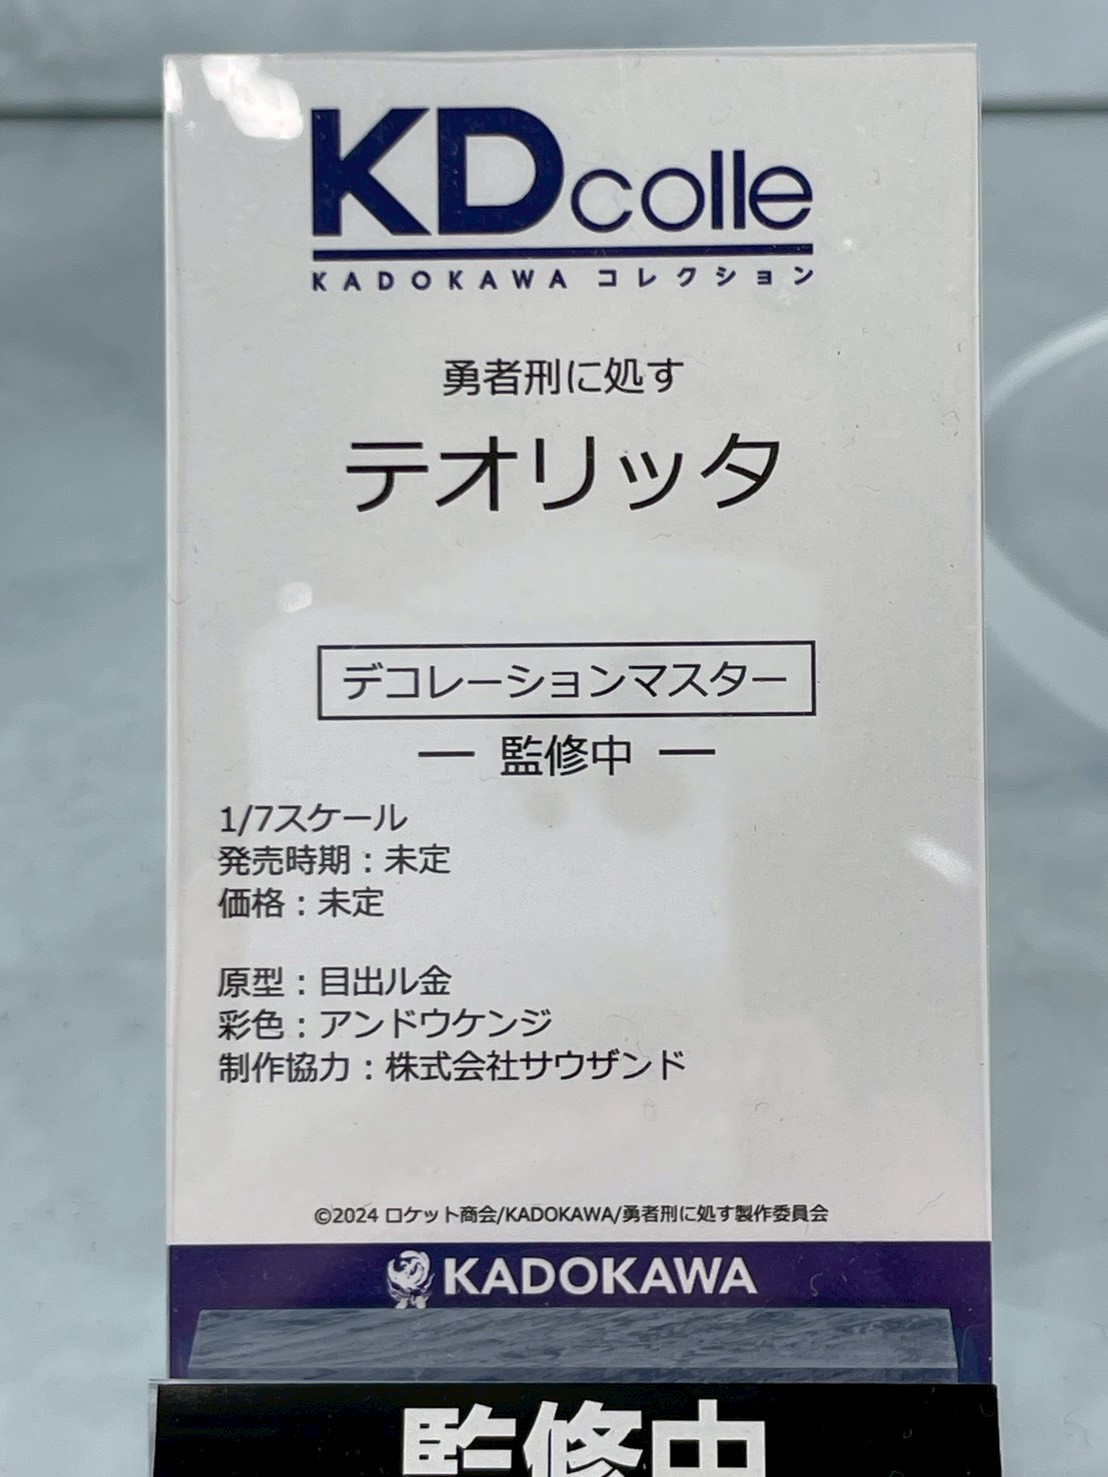 KDcolle
KADOKAWA コレクション
勇者刑に処す
テオリッタ
デコレーションマスター
― 監修中 ―
1/7スケール
発売時期：未定
価格：未定
原型：目出ル金
彩色：アンドウケンジ
制作協力：株式会社サウザンド
©2024 ロケット商会/KADOKAWA/勇者刑に処す製作委員会
KADOKAWA
監修中